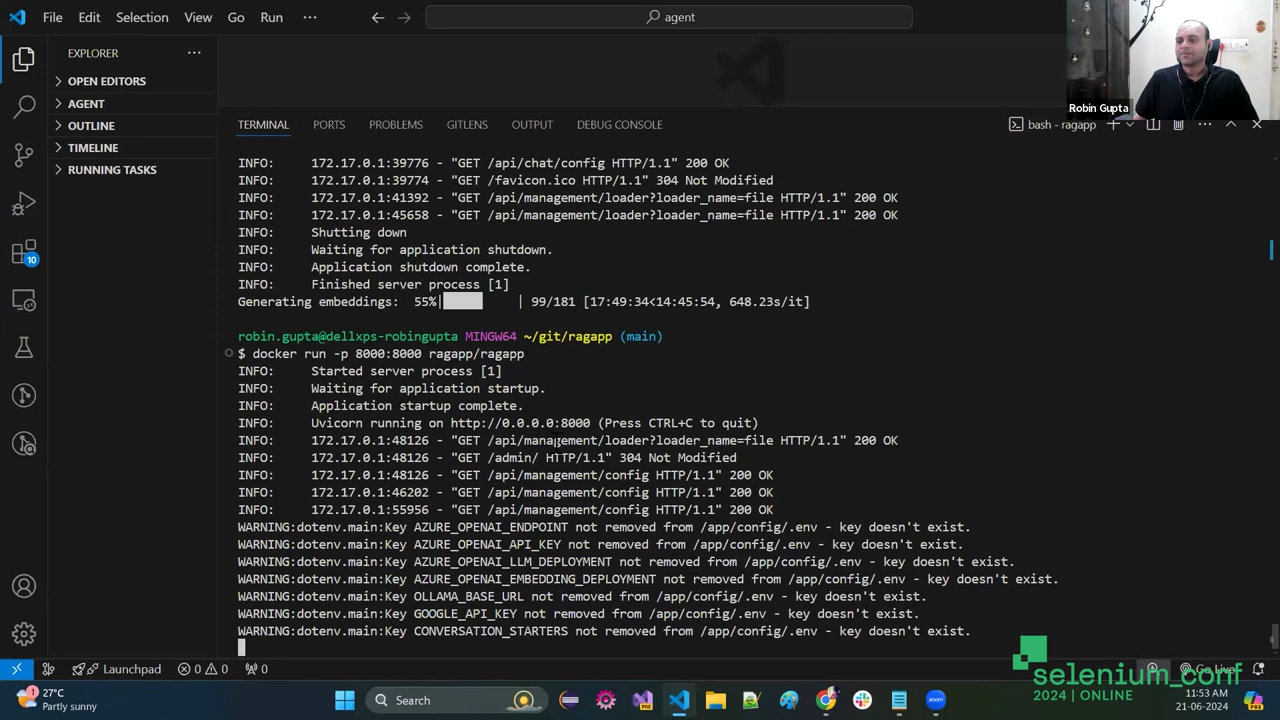 File Edit Selection View Go Run ··· agent
Robin Gupta
EXPLORER ···
OPEN EDITORS
AGENT
OUTLINE
TIMELINE
RUNNING TASKS
10
TERMINAL PORTS PROBLEMS GITLENS OUTPUT DEBUG CONSOLE bash - ragapp
INFO: 172.17.0.1:39776 - "GET /api/chat/config HTTP/1.1" 200 OK
INFO: 172.17.0.1:39774 - "GET /favicon.ico HTTP/1.1" 304 Not Modified
INFO: 172.17.0.1:41392 - "GET /api/management/loader?loader_name=file HTTP/1.1" 200 OK
INFO: 172.17.0.1:45658 - "GET /api/management/loader?loader_name=file HTTP/1.1" 200 OK
INFO: Shutting down
INFO: Waiting for application shutdown.
INFO: Application shutdown complete.
INFO: Finished server process [1]
Generating embeddings: 55%| | 99/181 [17:49:34<14:45:54, 648.23s/it]
robin.gupta@dellxps-robingupta MINGW64 ~/git/ragapp (main)
$ docker run -p 8000:8000 ragapp/ragapp
INFO: Started server process [1]
INFO: Waiting for application startup.
INFO: Application startup complete.
INFO: Uvicorn running on http://0.0.0.0:8000 (Press CTRL+C to quit)
INFO: 172.17.0.1:48126 - "GET /api/management/loader?loader_name=file HTTP/1.1" 200 OK
INFO: 172.17.0.1:48126 - "GET /admin/ HTTP/1.1" 304 Not Modified
INFO: 172.17.0.1:48126 - "GET /api/management/config HTTP/1.1" 200 OK
INFO: 172.17.0.1:46202 - "GET /api/management/config HTTP/1.1" 200 OK
INFO: 172.17.0.1:55956 - "GET /api/management/config HTTP/1.1" 200 OK
WARNING:dotenv.main:Key AZURE_OPENAI_ENDPOINT not removed from /app/config/.env - key doesn't exist.
WARNING:dotenv.main:Key AZURE_OPENAI_API_KEY not removed from /app/config/.env - key doesn't exist.
WARNING:dotenv.main:Key AZURE_OPENAI_LLM_DEPLOYMENT not removed from /app/config/.env - key doesn't exist.
WARNING:dotenv.main:Key AZURE_OPENAI_EMBEDDING_DEPLOYMENT not removed from /app/config/.env - key doesn't exist.
WARNING:dotenv.main:Key OLLAMA_BASE_URL not removed from /app/config/.env - key doesn't exist.
WARNING:dotenv.main:Key GOOGLE_API_KEY not removed from /app/config/.env - key doesn't exist.
WARNING:dotenv.main:Key CONVERSATION_STARTERS not removed from /app/config/.env - key doesn't exist.
Launchpad 0 0 0 Go Live
selenium_conf
2024 | ONLINE
1
27°C
Partly sunny
Search
11:53 AM
21-06-2024